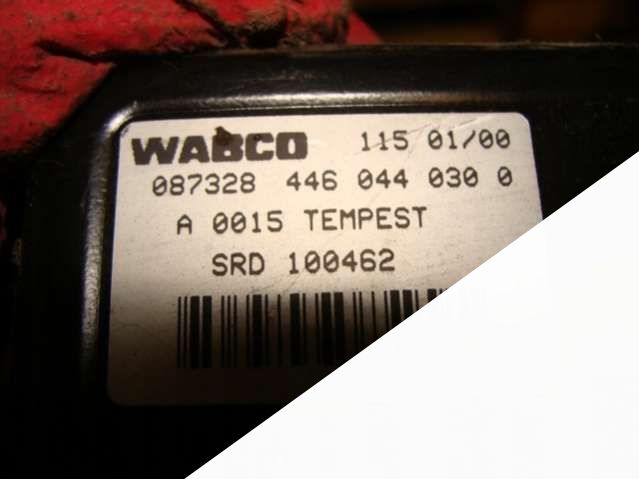 WABCO 115 01/00
087328 446 044 030 0
A 0015 TEMPEST
SRD 100462